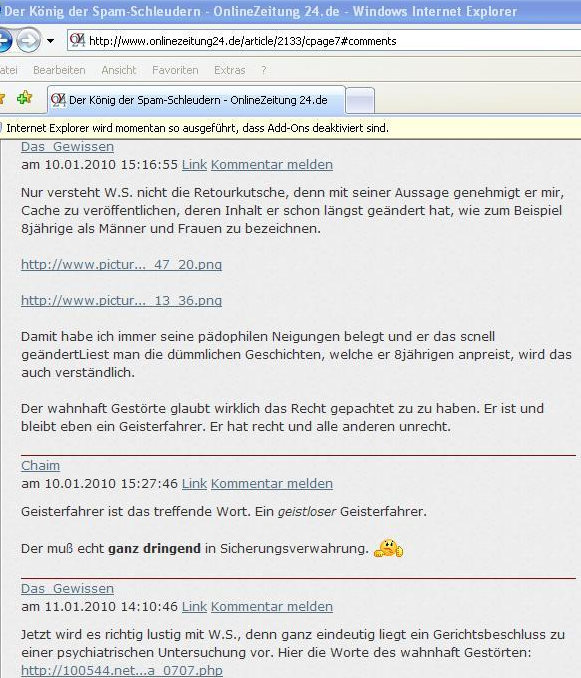 Der König der Spam-Schleudern - OnlineZeitung 24.de - Windows Internet Explorer
http://www.onlinezeitung24.de/article/2133/cpage7#comments
atei Bearbeiten Ansicht Favoriten Extras ?
Der König der Spam-Schleudern - OnlineZeitung 24.de
Internet Explorer wird momentan so ausgeführt, dass Add-Ons deaktiviert sind.
Das_Gewissen
am 10.01.2010 15:16:55 Link Kommentar melden
Nur versteht W.S. nicht die Retourkutsche, denn mit seiner Aussage genehmigt er mir,
Cache zu veröffentlichen, deren Inhalt er schon längst geändert hat, wie zum Beispiel
8jährige als Männer und Frauen zu bezeichnen.
http://www.pictur... _47_20.png
http://www.pictur... _13_36.png
Damit habe ich immer seine pädophilen Neigungen belegt und er das scnell
geändertLiest man die dümmlichen Geschichten, welche er 8jährigen anpreist, wird das
auch verständlich.
Der wahnhaft Gestörte glaubt wirklich das Recht gepachtet zu zu haben. Er ist und
bleibt eben ein Geisterfahrer. Er hat recht und alle anderen unrecht.
Chaim
am 10.01.2010 15:27:46 Link Kommentar melden
Geisterfahrer ist das treffende Wort. Ein geistloser Geisterfahrer.
Der muß echt ganz dringend in Sicherungsverwahrung.
Das_Gewissen
am 11.01.2010 14:10:46 Link Kommentar melden
Jetzt wird es richtig lustig mit W.S., denn ganz eindeutig liegt ein Gerichtsbeschluss zu
einer psychiatrischen Untersuchung vor. Hier die Worte des wahnhaft Gestörten:
http://100544.net...a_0707.php